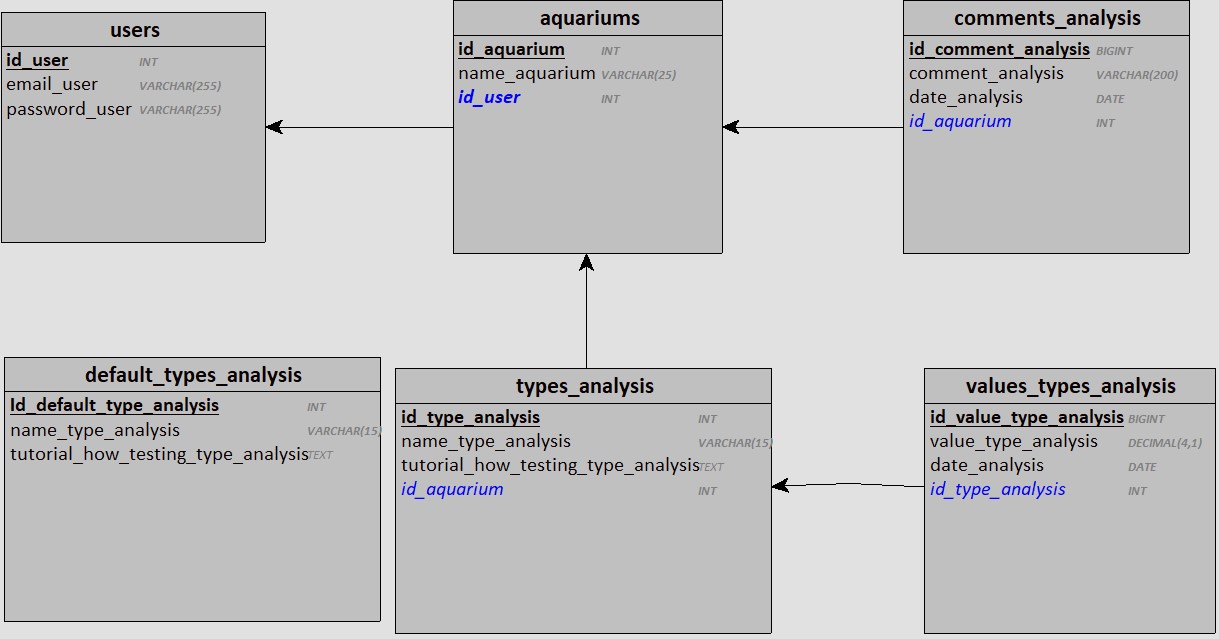 users
id_user INT
email_user VARCHAR(255)
password_user VARCHAR(255)
aquariums
id_aquarium INT
name_aquarium VARCHAR(25)
id_user INT
comments_analysis
id_comment_analysis BIGINT
comment_analysis VARCHAR(200)
date_analysis DATE
id_aquarium INT
default_types_analysis
Id_default_type_analysis INT
name_type_analysis VARCHAR(15)
tutorial_how_testing_type_analysis TEXT
types_analysis
id_type_analysis INT
name_type_analysis VARCHAR(15)
tutorial_how_testing_type_analysis TEXT
id_aquarium INT
values_types_analysis
id_value_type_analysis BIGINT
value_type_analysis DECIMAL(4,1)
date_analysis DATE
id_type_analysis INT